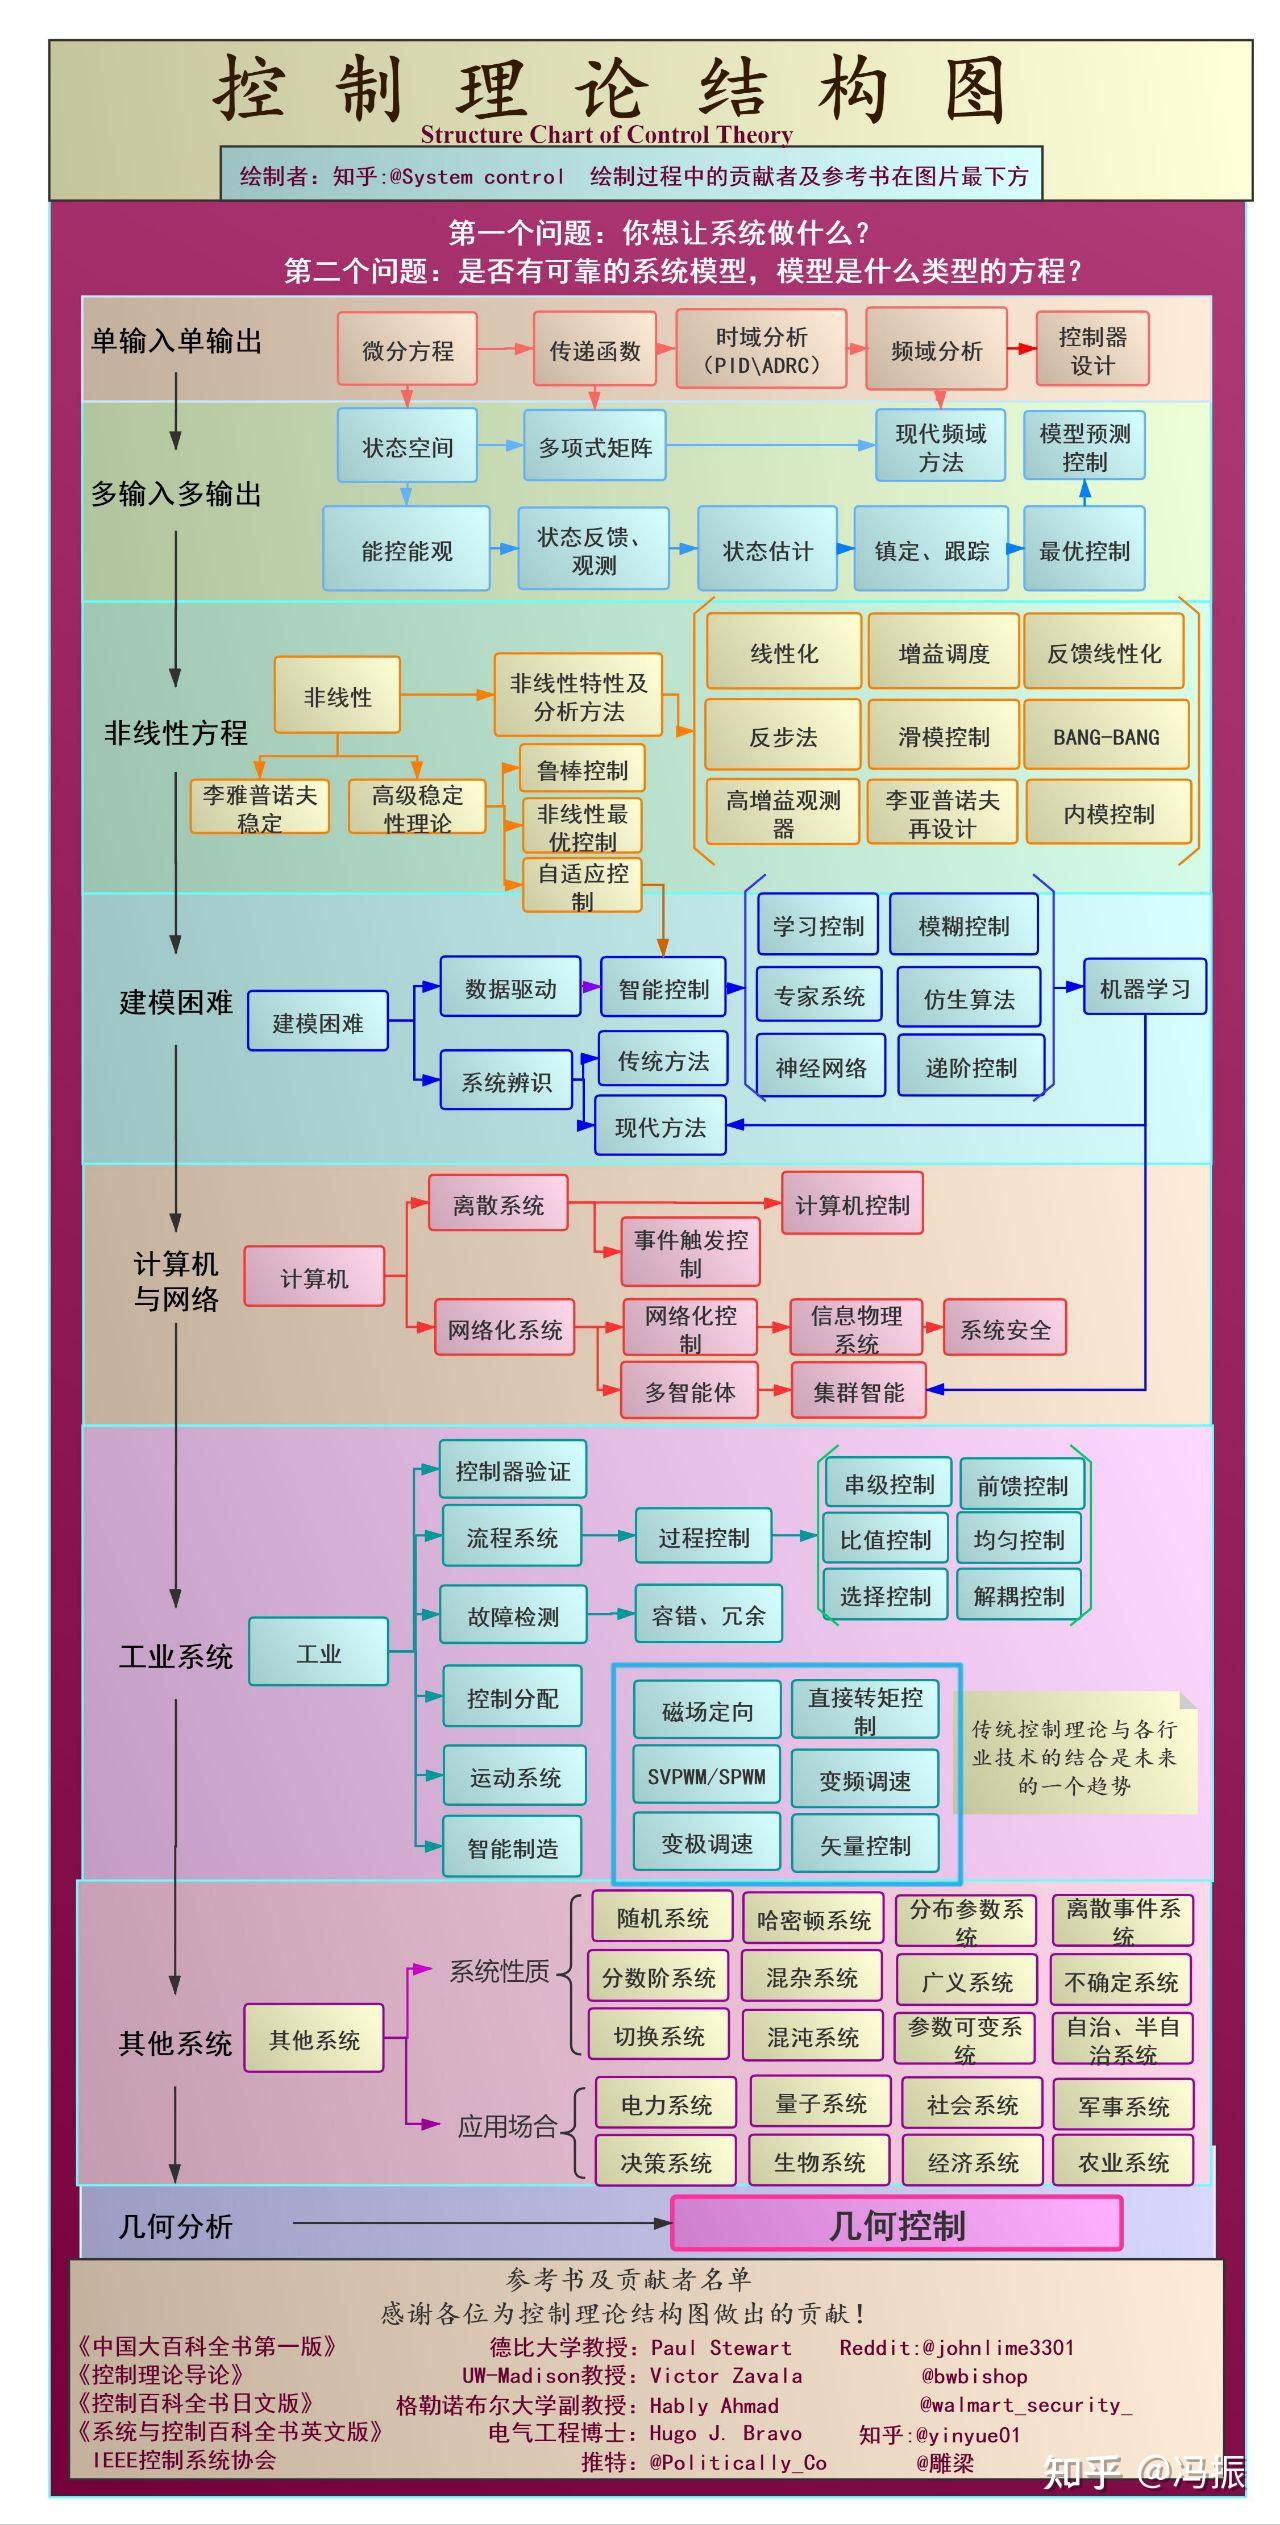 控制理论结构图
Structure Chart of Control Theory
绘制者：知乎:@System control 绘制过程中的贡献者及参考书在图片最下方
第一个问题：你想让系统做什么？
第二个问题：是否有可靠的系统模型，模型是什么类型的方程？
单输入单输出
微分方程
传递函数
时域分析
（PID\ADRC）
频域分析
控制器
设计
多输入多输出
状态空间
多项式矩阵
现代频域
方法
模型预测
控制
能控能观
状态反馈、
观测
状态估计
镇定、跟踪
最优控制
非线性方程
非线性
非线性特性及
分析方法
李雅普诺夫
稳定
高级稳定
性理论
鲁棒控制
非线性最
优控制
自适应控
制
线性化
增益调度
反馈线性化
反步法
滑模控制
BANG-BANG
高增益观测
器
李亚普诺夫
再设计
内模控制
建模困难
建模困难
数据驱动
智能控制
系统辨识
传统方法
现代方法
学习控制
模糊控制
专家系统
仿生算法
神经网络
递阶控制
机器学习
计算机
与网络
计算机
离散系统
计算机控制
事件触发控
制
网络化系统
网络化控
制
信息物理
系统
系统安全
多智能体
集群智能
工业系统
工业
控制器验证
流程系统
过程控制
串级控制
前馈控制
比值控制
均匀控制
选择控制
解耦控制
故障检测
容错、冗余
控制分配
运动系统
智能制造
磁场定向
直接转矩控
制
SVPWM/SPWM
变频调速
变极调速
矢量控制
传统控制理论与各行
业技术的结合是未来
的一个趋势
其他系统
其他系统
系统性质
随机系统
哈密顿系统
分布参数系
统
离散事件系
统
分数阶系统
混杂系统
广义系统
不确定系统
切换系统
混沌系统
参数可变系
统
自治、半自
治系统
应用场合
电力系统
量子系统
社会系统
军事系统
决策系统
生物系统
经济系统
农业系统
几何分析
几何控制
参考书及贡献者名单
感谢各位为控制理论结构图做出的贡献！
《中国大百科全书第一版》 德比大学教授：Paul Stewart Reddit:@johnlime3301
《控制理论导论》 UW-Madison教授：Victor Zavala @bwbishop
《控制百科全书日文版》 格勒诺布尔大学副教授：Hably Ahmad @walmart_security_
《系统与控制百科全书英文版》 电气工程博士：Hugo J. Bravo 知乎:@yinyue01
IEEE控制系统协会 推特：@Politically_Co @雕梁
知乎 @冯振